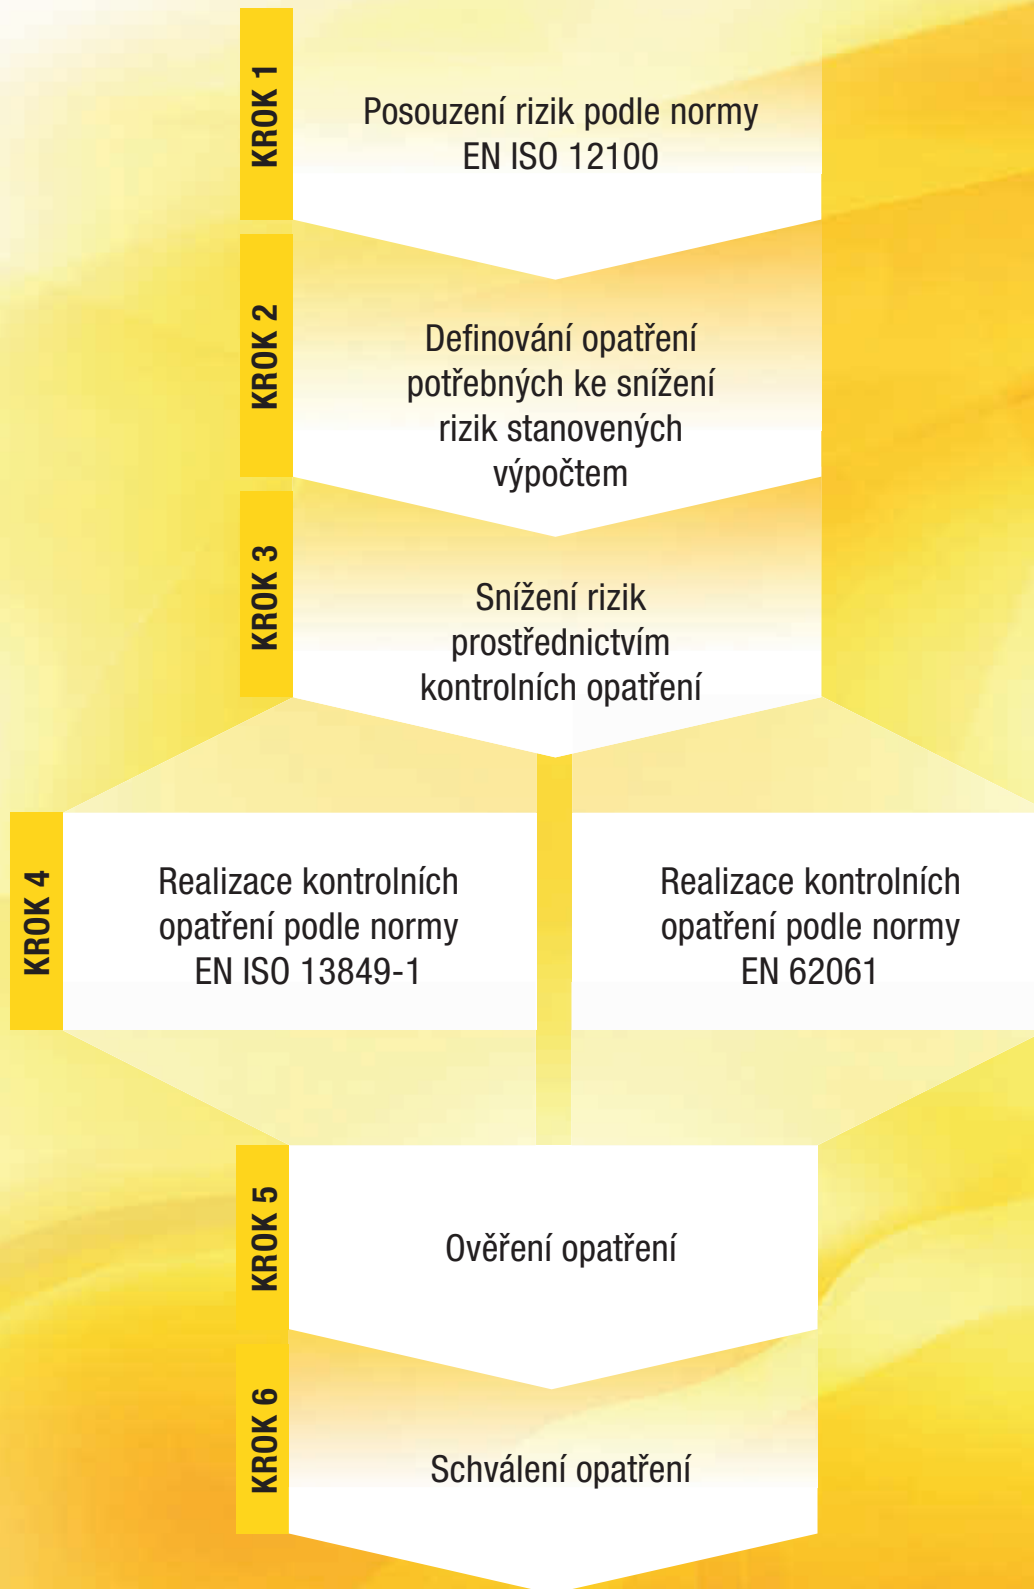 KROK 1
Posouzení rizik podle normy
EN ISO 12100
KROK 2
Definování opatření
potřebných ke snížení
rizik stanovených
výpočtem
KROK 3
Snížení rizik
prostřednictvím
kontrolních opatření
KROK 4
Realizace kontrolních
opatření podle normy
EN ISO 13849-1
Realizace kontrolních
opatření podle normy
EN 62061
KROK 5
Ověření opatření
KROK 6
Schválení opatření